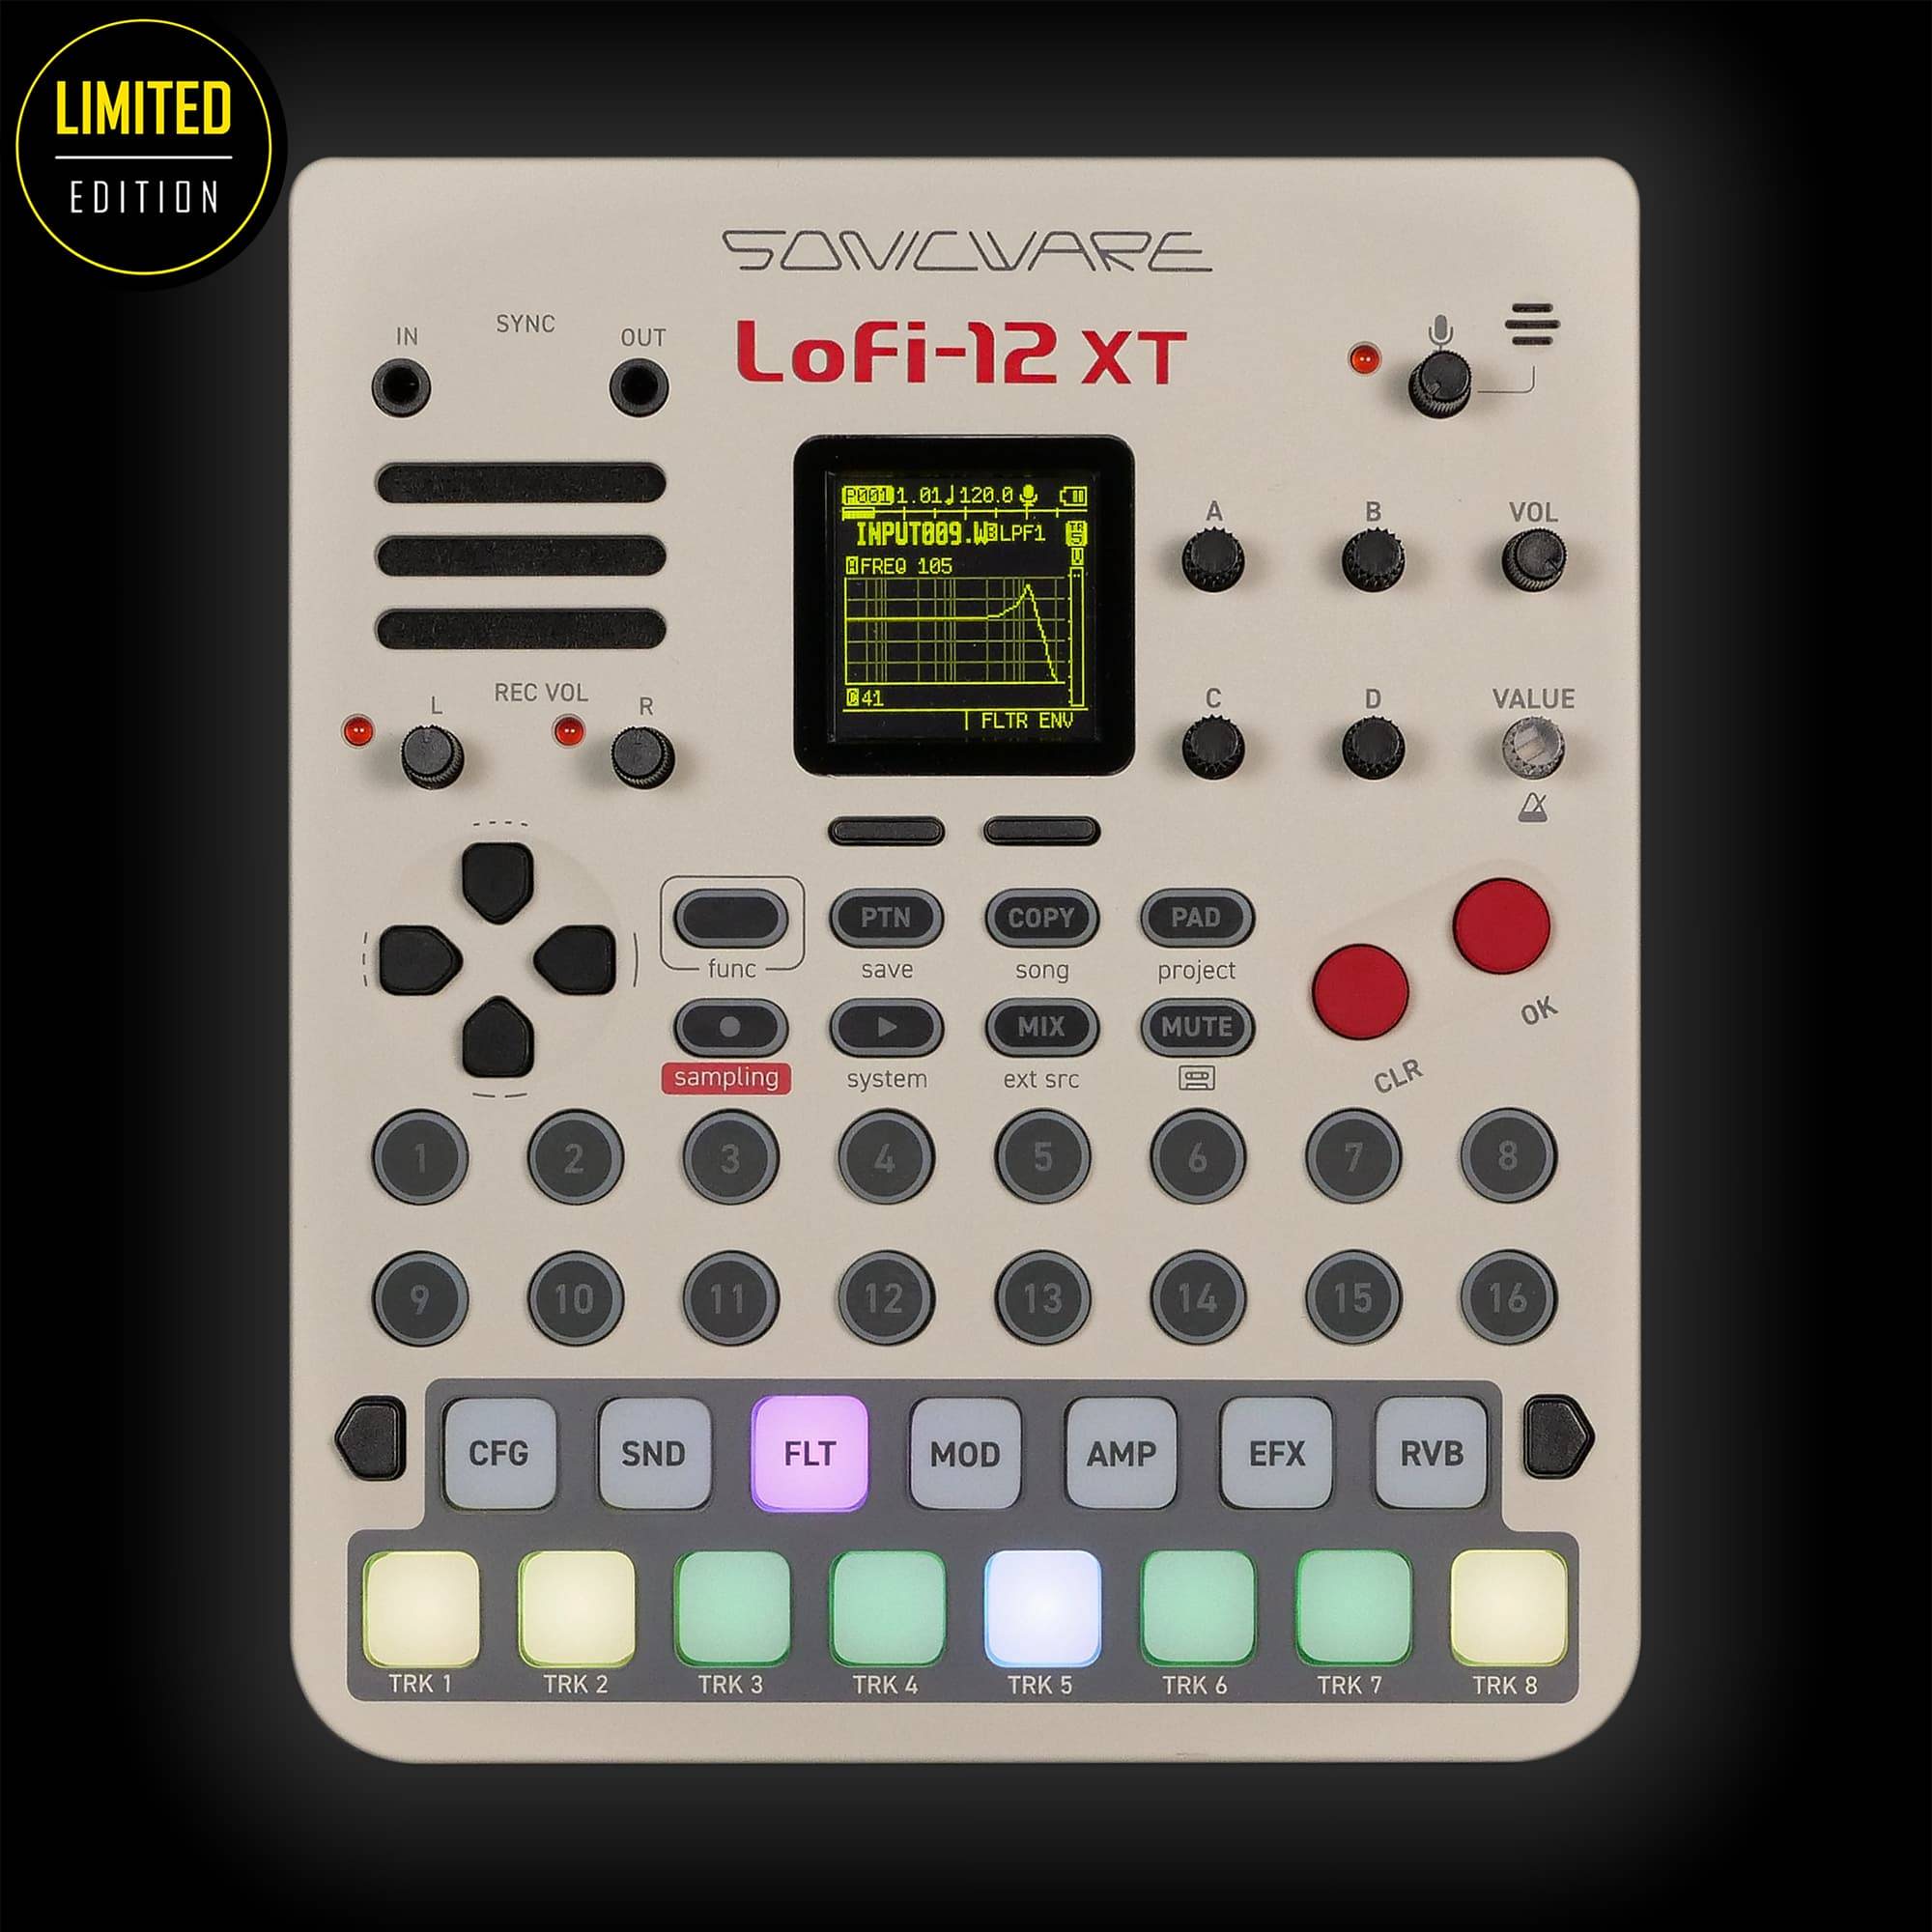 LIMITED
EDITION
SONICWARE
LoFi-12 XT
IN
SYNC
OUT
P001 1.01 120.0
INPUT009.W B LPF1
TR
5
A FREQ 105
V
C 41
FLTR ENV
A
B
VOL
REC VOL
L
R
C
D
VALUE
func
PTN
COPY
PAD
save
song
project
OK
MIX
MUTE
sampling
system
ext src
CLR
1 2 3 4 5 6 7 8
9 10 11 12 13 14 15 16
CFG SND FLT MOD AMP EFX RVB
TRK 1 TRK 2 TRK 3 TRK 4 TRK 5 TRK 6 TRK 7 TRK 8